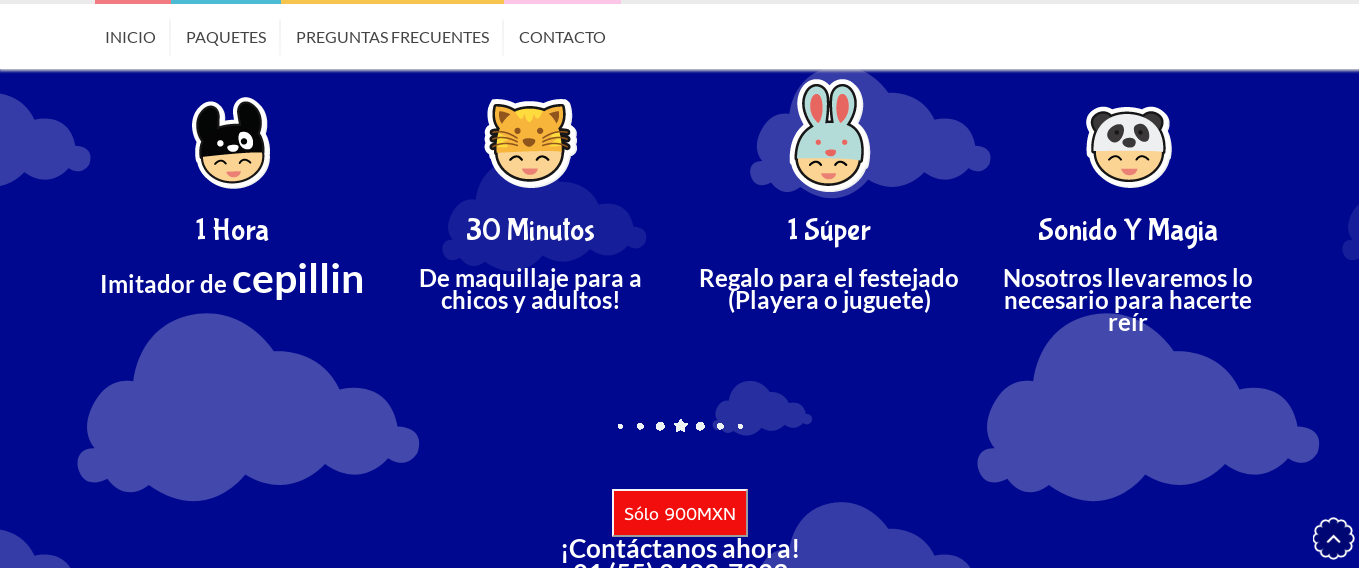 INICIO
PAQUETES
PREGUNTAS FRECUENTES
CONTACTO
1 Hora
Imitador de cepillin
30 Minutos
De maquillaje para a
chicos y adultos!
1 Súper
Regalo para el festejado
(Playera o juguete)
Sonido Y Magia
Nosotros llevaremos lo
necesario para hacerte
reír
Sólo 900MXN
¡Contáctanos ahora!